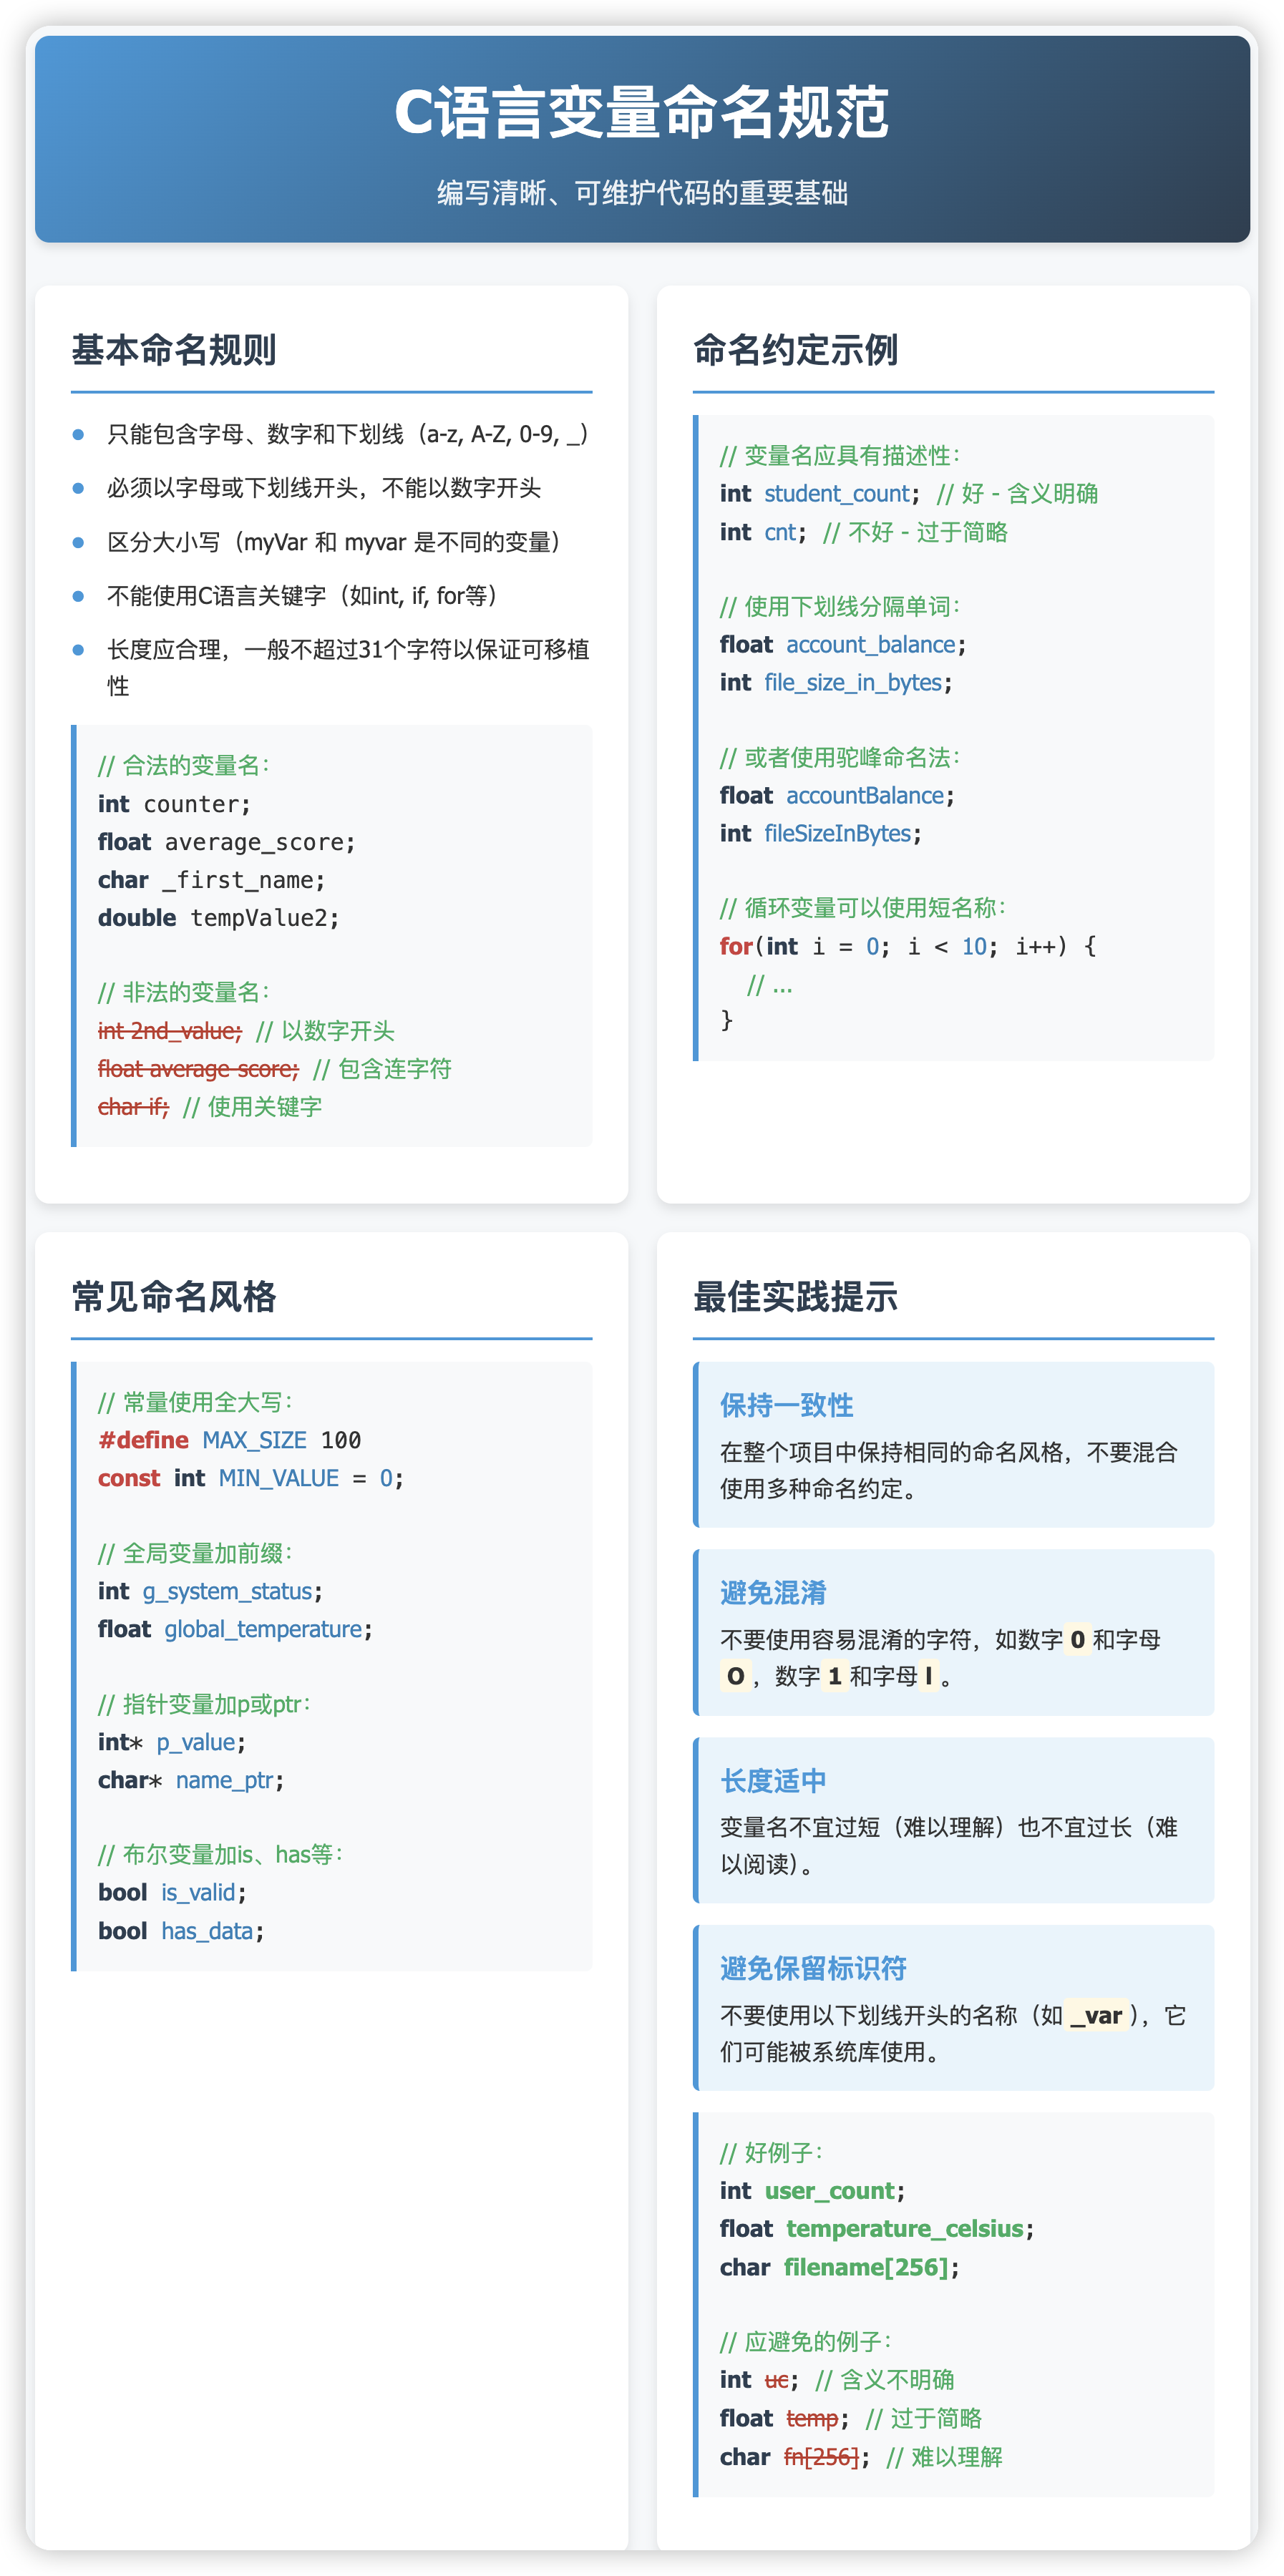 C语言变量命名规范
编写清晰、可维护代码的重要基础
基本命名规则
只能包含字母、数字和下划线（a-z, A-Z, 0-9, _）
必须以字母或下划线开头，不能以数字开头
区分大小写（myVar 和 myvar 是不同的变量）
不能使用C语言关键字（如int, if, for等）
长度应合理，一般不超过31个字符以保证可移植
性
// 合法的变量名：
int counter;
float average_score;
char _first_name;
double tempValue2;
// 非法的变量名：
int 2nd_value; // 以数字开头
float average-score; // 包含连字符
char if; // 使用关键字
命名约定示例
// 变量名应具有描述性：
int student_count; // 好 - 含义明确
int cnt; // 不好 - 过于简略
// 使用下划线分隔单词：
float account_balance;
int file_size_in_bytes;
// 或者使用驼峰命名法：
float accountBalance;
int fileSizeInBytes;
// 循环变量可以使用短名称：
for(int i = 0; i < 10; i++) {
// ...
}
常见命名风格
// 常量使用全大写：
#define MAX_SIZE 100
const int MIN_VALUE = 0;
// 全局变量加前缀：
int g_system_status;
float global_temperature;
// 指针变量加p或ptr：
int* p_value;
char* name_ptr;
// 布尔变量加is、has等：
bool is_valid;
bool has_data;
最佳实践提示
保持一致性
在整个项目中保持相同的命名风格，不要混合
使用多种命名约定。
避免混淆
不要使用容易混淆的字符，如数字0和字母
O，数字1和字母l。
长度适中
变量名不宜过短（难以理解）也不宜过长（难
以阅读）。
避免保留标识符
不要使用以下划线开头的名称（如_var），它
们可能被系统库使用。
// 好例子：
int user_count;
float temperature_celsius;
char filename[256];
// 应避免的例子：
int uc; // 含义不明确
float temp; // 过于简略
char fn[256]; // 难以理解